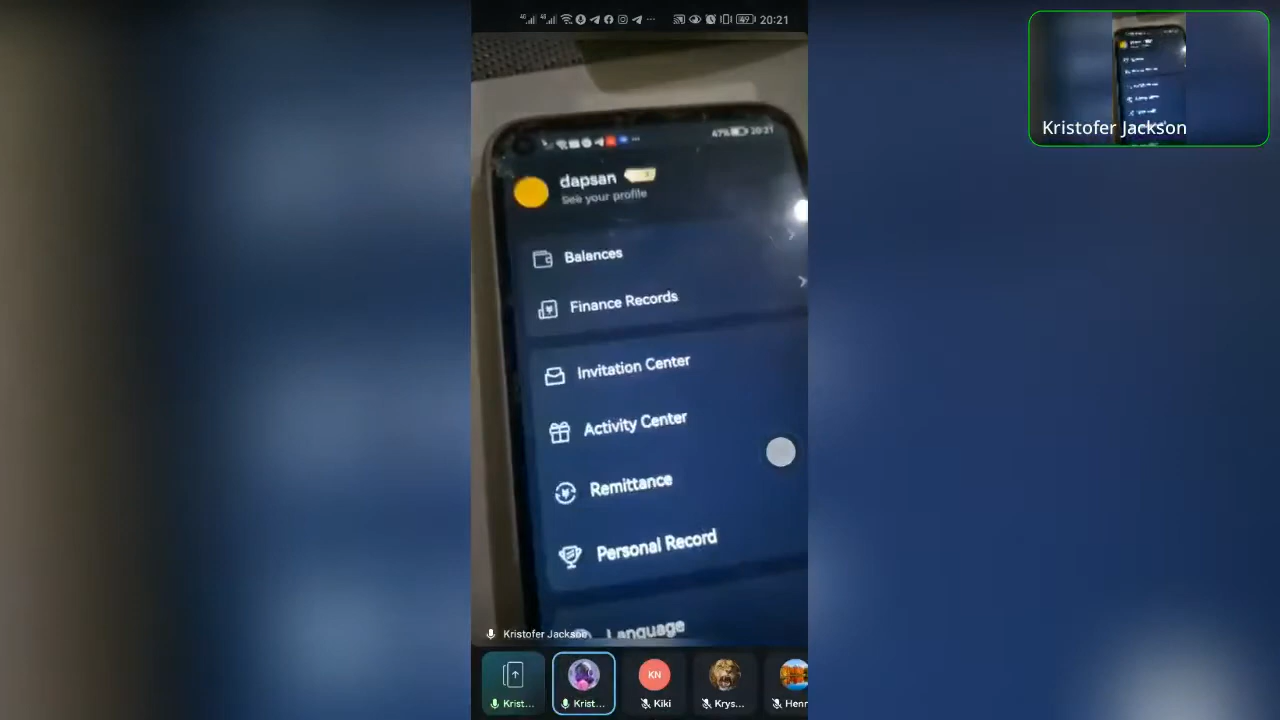 20:21
Kristofer Jackson
47% 20:21
dapsan
See your profile
Balances
Finance Records
Invitation Center
Activity Center
Remittance
Personal Record
Language
Kristofer Jackson
Krist...
Krist...
KN
Kiki
Krys...
Henr